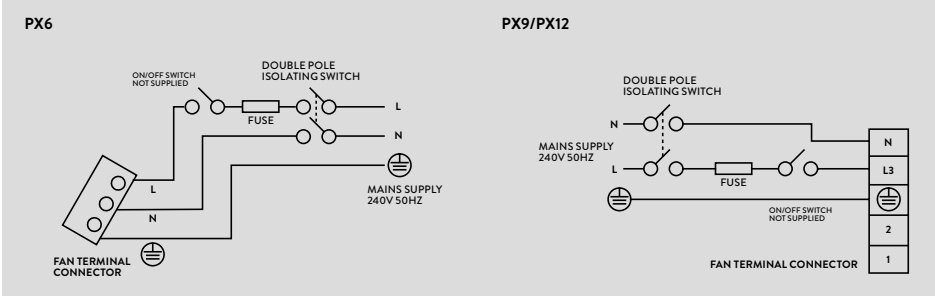 PX6
ON/OFF SWITCH
NOT SUPPLIED
DOUBLE POLE
ISOLATING SWITCH
FUSE
L
N
MAINS SUPPLY
240V 50HZ
L
N
FAN TERMINAL
CONNECTOR
PX9/PX12
DOUBLE POLE
ISOLATING SWITCH
N
MAINS SUPPLY
240V 50HZ
L
FUSE
ON/OFF SWITCH
NOT SUPPLIED
N
L3
2
1
FAN TERMINAL CONNECTOR